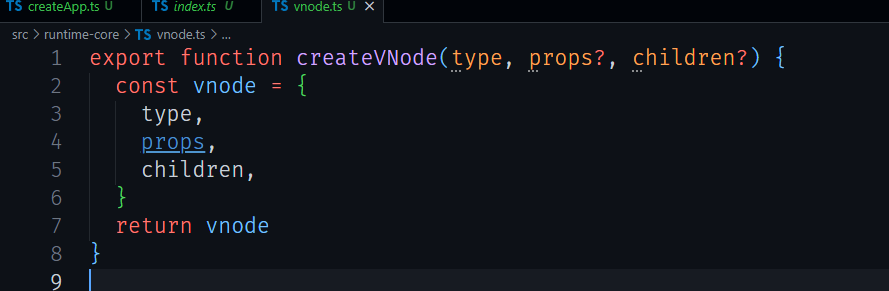 TS createApp.ts U TS index.ts U TS vnode.ts U ×
src > runtime-core > TS vnode.ts > ...
1 export function createVNode(type, props?, children?) {
2   const vnode = {
3     type,
4     props,
5     children,
6   }
7   return vnode
8 }
9